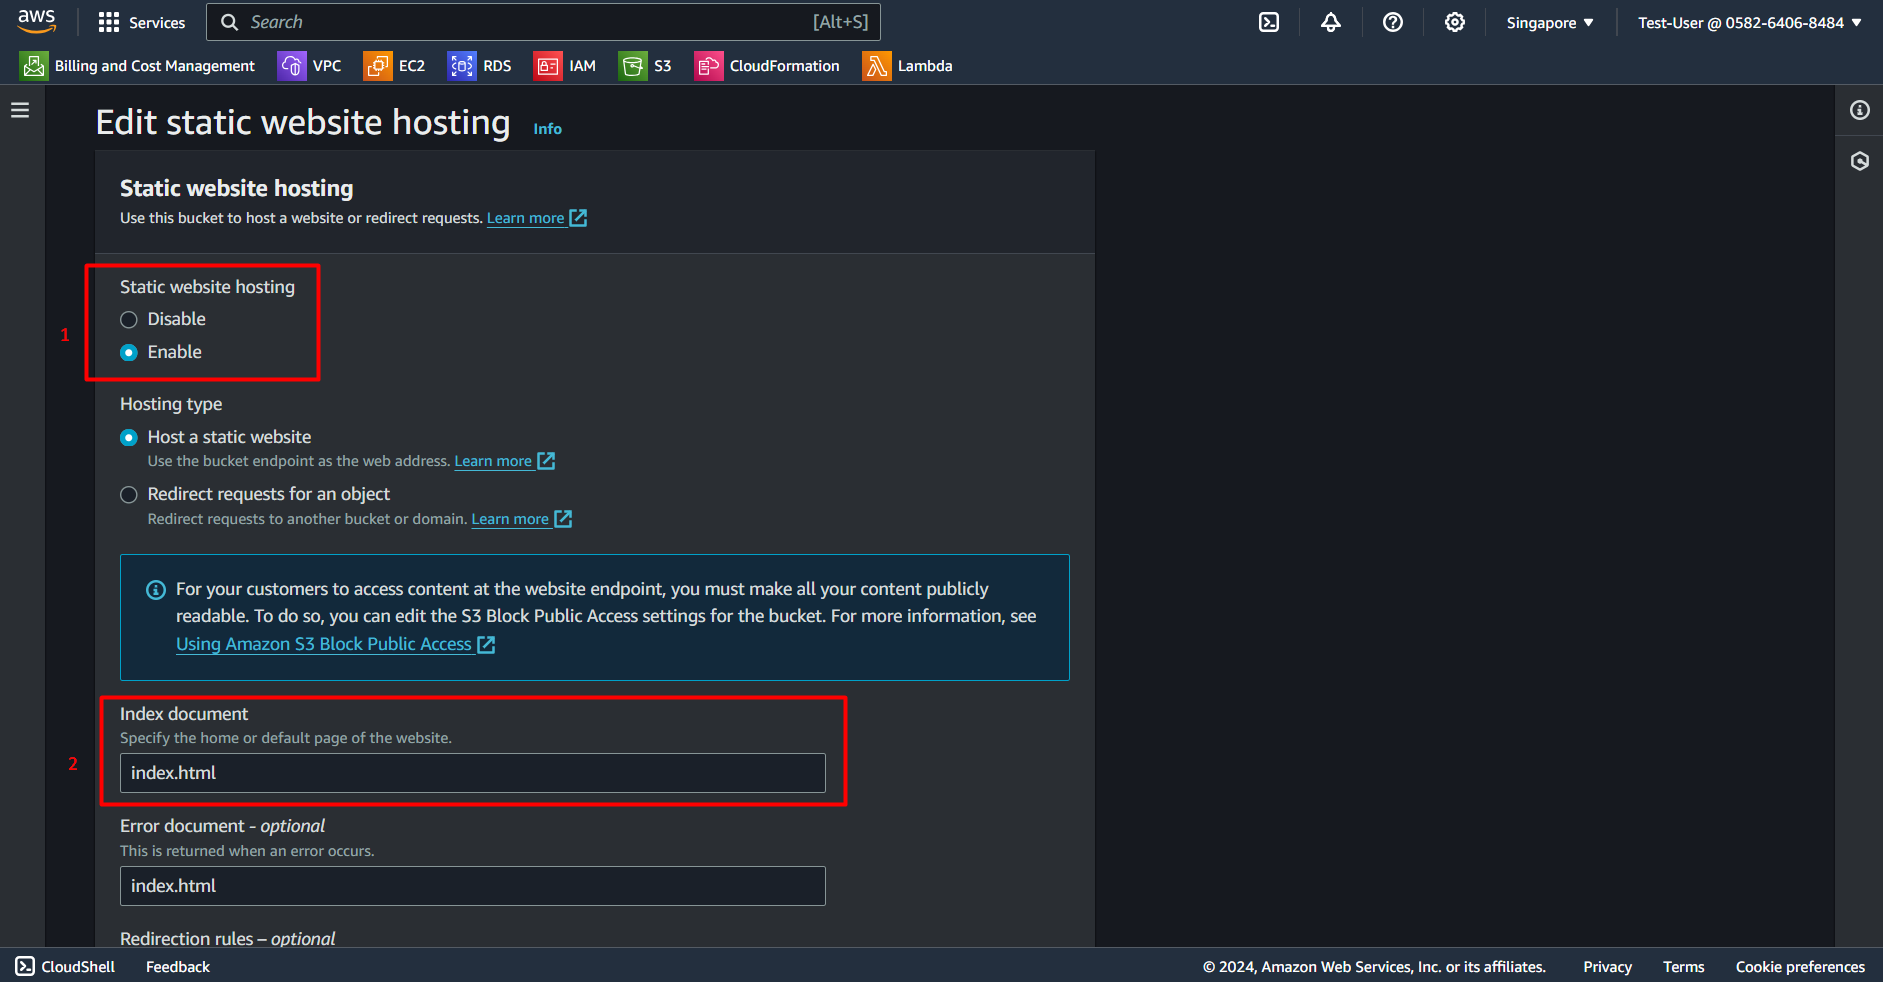 aws
Services
Search [Alt+S]
Singapore
Test-User @ 0582-6406-8484
Billing and Cost Management VPC EC2 RDS IAM S3 CloudFormation Lambda
Edit static website hosting Info
Static website hosting
Use this bucket to host a website or redirect requests. Learn more
Static website hosting
Disable
1
Enable
Hosting type
Host a static website
Use the bucket endpoint as the web address. Learn more
Redirect requests for an object
Redirect requests to another bucket or domain. Learn more
For your customers to access content at the website endpoint, you must make all your content publicly
readable. To do so, you can edit the S3 Block Public Access settings for the bucket. For more information, see
Using Amazon S3 Block Public Access
Index document
Specify the home or default page of the website.
2
index.html
Error document - optional
This is returned when an error occurs.
index.html
Redirection rules – optional
CloudShell Feedback © 2024, Amazon Web Services, Inc. or its affiliates. Privacy Terms Cookie preferences